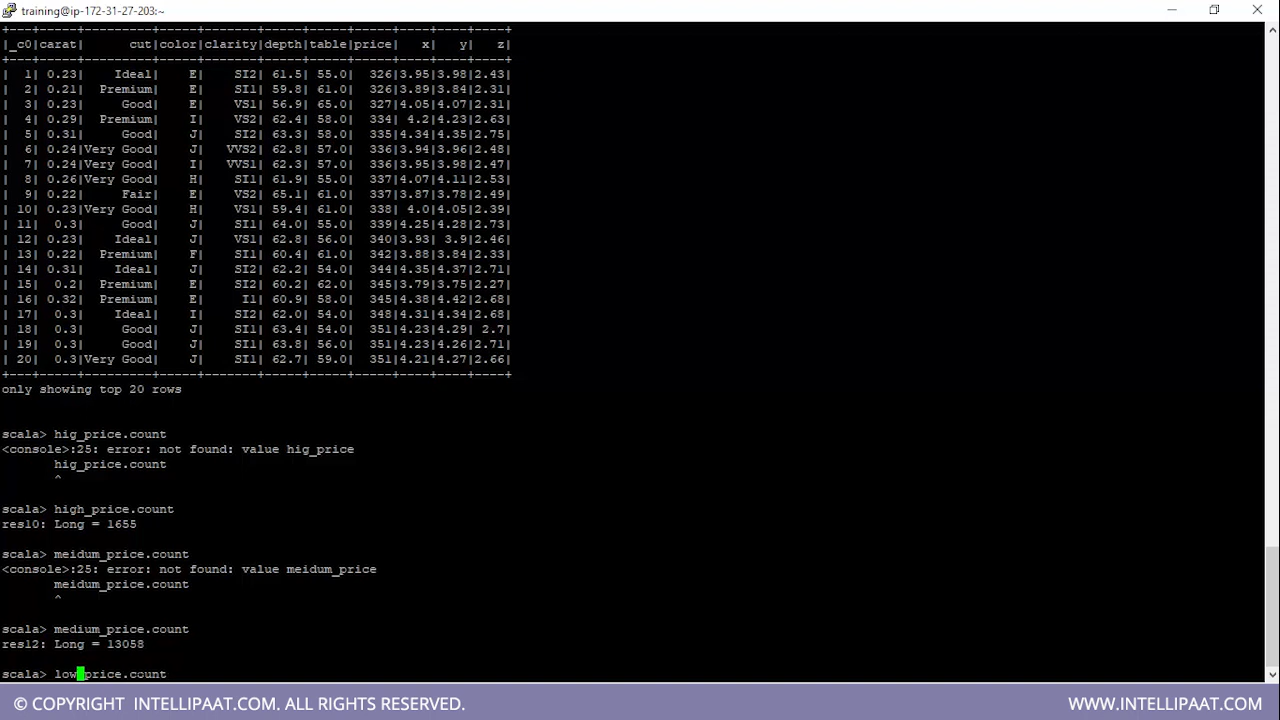 training@ip-172-31-27-203:~
+---+-----+---------+-----+-------+-----+-----+-----+----+----+----+
|_c0|carat|      cut|color|clarity|depth|table|price|   x|   y|   z|
+---+-----+---------+-----+-------+-----+-----+-----+----+----+----+
|  1| 0.23|    Ideal|    E|    SI2| 61.5| 55.0|  326|3.95|3.98|2.43|
|  2| 0.21|  Premium|    E|    SI1| 59.8| 61.0|  326|3.89|3.84|2.31|
|  3| 0.23|     Good|    E|    VS1| 56.9| 65.0|  327|4.05|4.07|2.31|
|  4| 0.29|  Premium|    I|    VS2| 62.4| 58.0|  334| 4.2|4.23|2.63|
|  5| 0.31|     Good|    J|    SI2| 63.3| 58.0|  335|4.34|4.35|2.75|
|  6| 0.24|Very Good|    J|   VVS2| 62.8| 57.0|  336|3.94|3.96|2.48|
|  7| 0.24|Very Good|    I|   VVS1| 62.3| 57.0|  336|3.95|3.98|2.47|
|  8| 0.26|Very Good|    H|    SI1| 61.9| 55.0|  337|4.07|4.11|2.53|
|  9| 0.22|     Fair|    E|    VS2| 65.1| 61.0|  337|3.87|3.78|2.49|
| 10| 0.23|Very Good|    H|    VS1| 59.4| 61.0|  338| 4.0|4.05|2.39|
| 11|  0.3|     Good|    J|    SI1| 64.0| 55.0|  339|4.25|4.28|2.73|
| 12| 0.23|    Ideal|    J|    VS1| 62.8| 56.0|  340|3.93| 3.9|2.46|
| 13| 0.22|  Premium|    F|    SI1| 60.4| 61.0|  342|3.88|3.84|2.33|
| 14| 0.31|    Ideal|    J|    SI2| 62.2| 54.0|  344|4.35|4.37|2.71|
| 15|  0.2|  Premium|    E|    SI2| 60.2| 62.0|  345|3.79|3.75|2.27|
| 16| 0.32|  Premium|    E|     I1| 60.9| 58.0|  345|4.38|4.42|2.68|
| 17|  0.3|    Ideal|    I|    SI2| 62.0| 54.0|  348|4.31|4.34|2.68|
| 18|  0.3|     Good|    J|    SI1| 63.4| 54.0|  351|4.23|4.29| 2.7|
| 19|  0.3|     Good|    J|    SI1| 63.8| 56.0|  351|4.23|4.26|2.71|
| 20|  0.3|Very Good|    J|    SI1| 62.7| 59.0|  351|4.21|4.27|2.66|
+---+-----+---------+-----+-------+-----+-----+-----+----+----+----+
only showing top 20 rows
scala> hig_price.count
<console>:25: error: not found: value hig_price
hig_price.count
^
scala> high_price.count
res10: Long = 1655
scala> meidum_price.count
<console>:25: error: not found: value meidum_price
meidum_price.count
^
scala> medium_price.count
res12: Long = 13058
scala> low price.count
© COPYRIGHT INTELLIPAAT.COM. ALL RIGHTS RESERVED.
WWW.INTELLIPAAT.COM